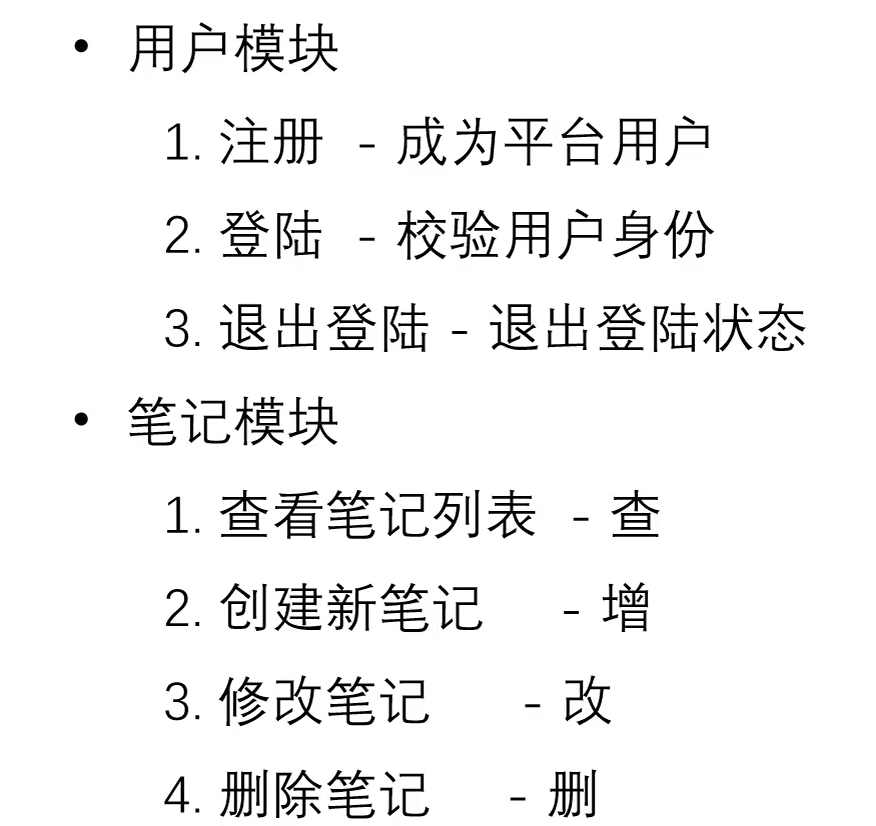 • 用户模块
1. 注册 - 成为平台用户
2. 登陆 - 校验用户身份
3. 退出登陆 - 退出登陆状态
• 笔记模块
1. 查看笔记列表 - 查
2. 创建新笔记 - 增
3. 修改笔记 - 改
4. 删除笔记 - 删